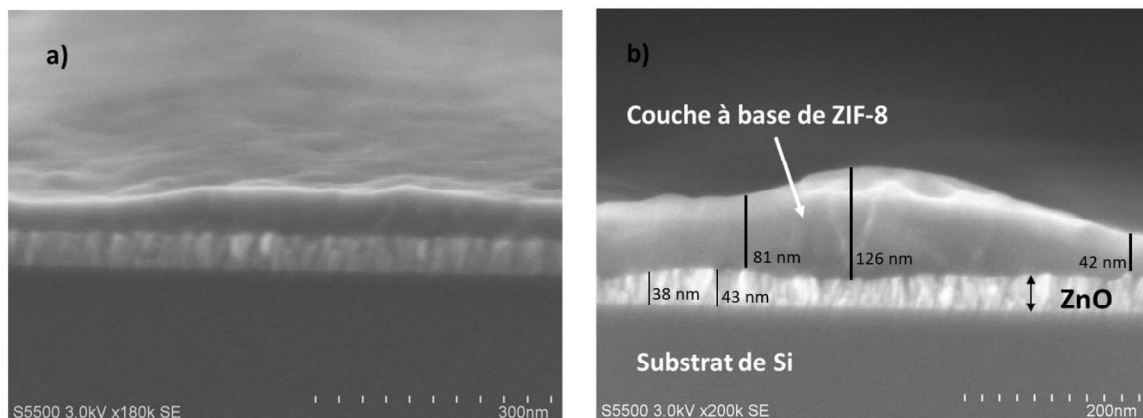 a)
S5500 3.0kV x180k SE
300nm
b)
Couche à base de ZIF-8
81 nm
126 nm
42 nm
38 nm
43 nm
ZnO
Substrat de Si
S5500 3.0kV x200k SE
200nm